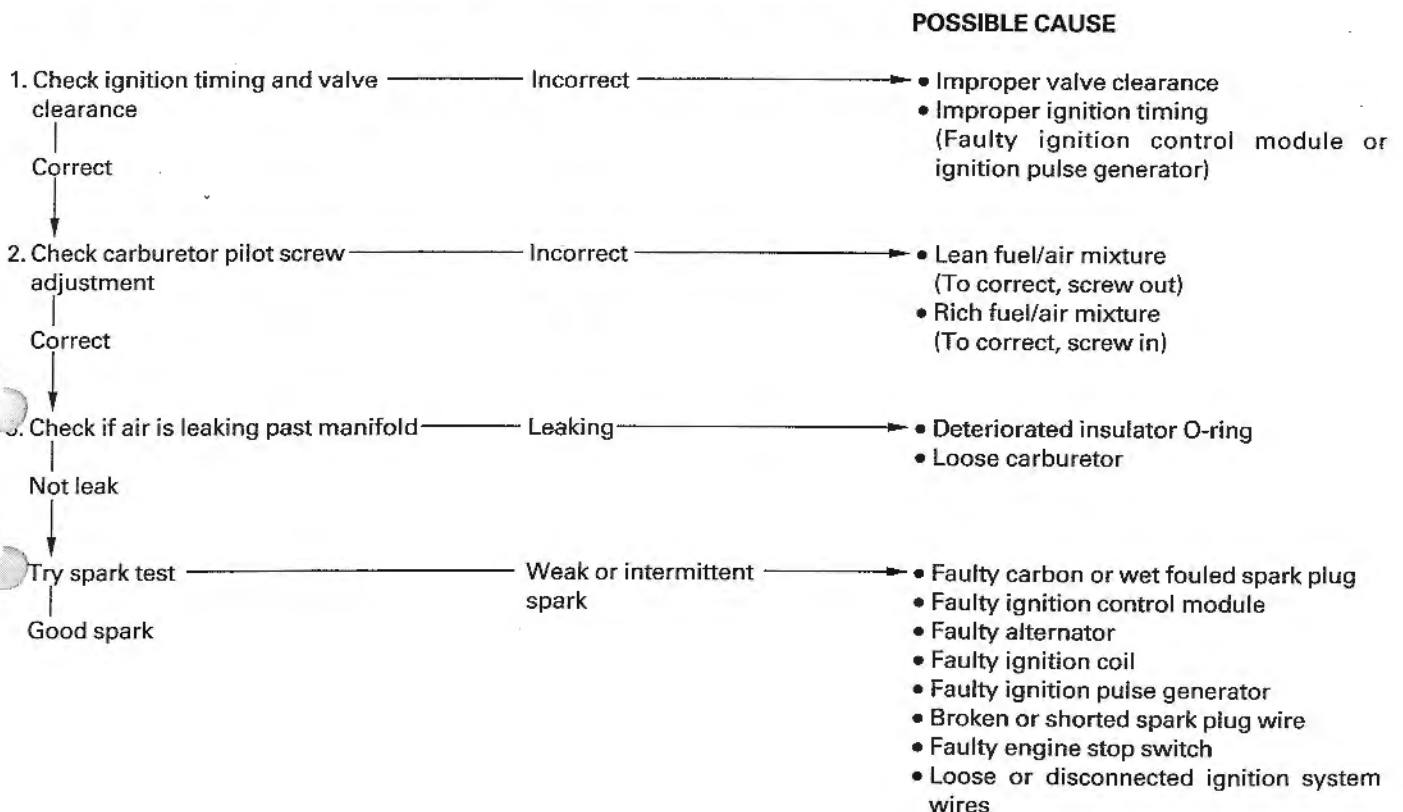 POSSIBLE CAUSE
1. Check ignition timing and valve
clearance
Incorrect
• Improper valve clearance
• Improper ignition timing
(Faulty ignition control module or
ignition pulse generator)
Correct
2. Check carburetor pilot screw
adjustment
Incorrect
• Lean fuel/air mixture
(To correct, screw out)
• Rich fuel/air mixture
(To correct, screw in)
Correct
Check if air is leaking past manifold
Leaking
• Deteriorated insulator O-ring
• Loose carburetor
Not leak
Try spark test
Weak or intermittent
spark
• Faulty carbon or wet fouled spark plug
• Faulty ignition control module
• Faulty alternator
• Faulty ignition coil
• Faulty ignition pulse generator
• Broken or shorted spark plug wire
• Faulty engine stop switch
• Loose or disconnected ignition system
wires
Good spark